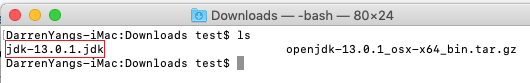 Downloads — -bash — 80×24
DarrenYangs-iMac:Downloads test$ ls
jdk-13.0.1.jdk openjdk-13.0.1_osx-x64_bin.tar.gz
DarrenYangs-iMac:Downloads test$